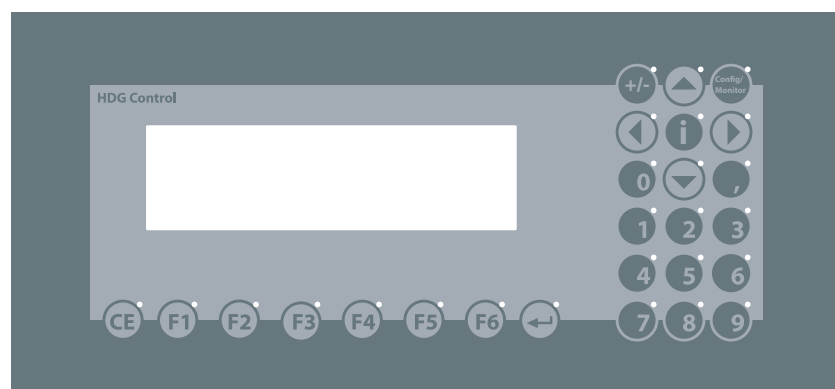 +/-
Config/
Monitor
HDG Control
i
0 ,
1 2 3
4 5 6
CE F1 F2 F3 F4 F5 F6 7 8 9